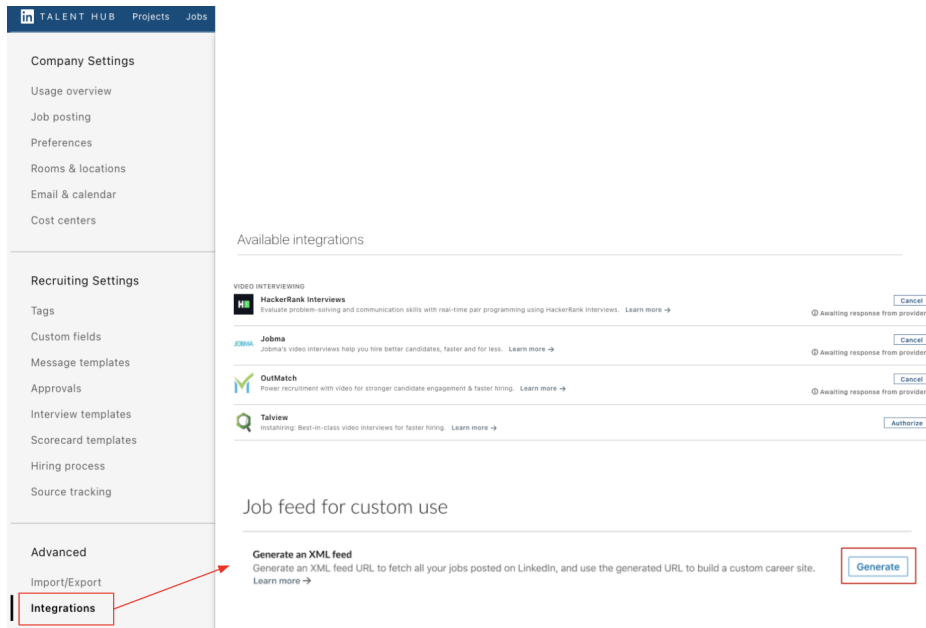 in TALENT HUB Projects Jobs
Company Settings
Usage overview
Job posting
Preferences
Rooms & locations
Email & calendar
Cost centers
Recruiting Settings
Tags
Custom fields
Message templates
Approvals
Interview templates
Scorecard templates
Hiring process
Source tracking
Advanced
Import/Export
Integrations
Available integrations
VIDEO INTERVIEWING
HackerRank Interviews
Evaluate problem-solving and communication skills with real-time pair programming using HackerRank Interviews. Learn more →
Cancel
Awaiting response from provider
JOBMA
Jobma
Jobma's video interviews help you hire better candidates, faster and for less. Learn more →
Cancel
Awaiting response from provider
OutMatch
Power recruitment with video for stronger candidate engagement & faster hiring. Learn more →
Cancel
Awaiting response from provider
Talview
Instahiring: Best-in-class video interviews for faster hiring. Learn more →
Authorize
Job feed for custom use
Generate an XML feed
Generate an XML feed URL to fetch all your jobs posted on LinkedIn, and use the generated URL to build a custom career site.
Learn more →
Generate